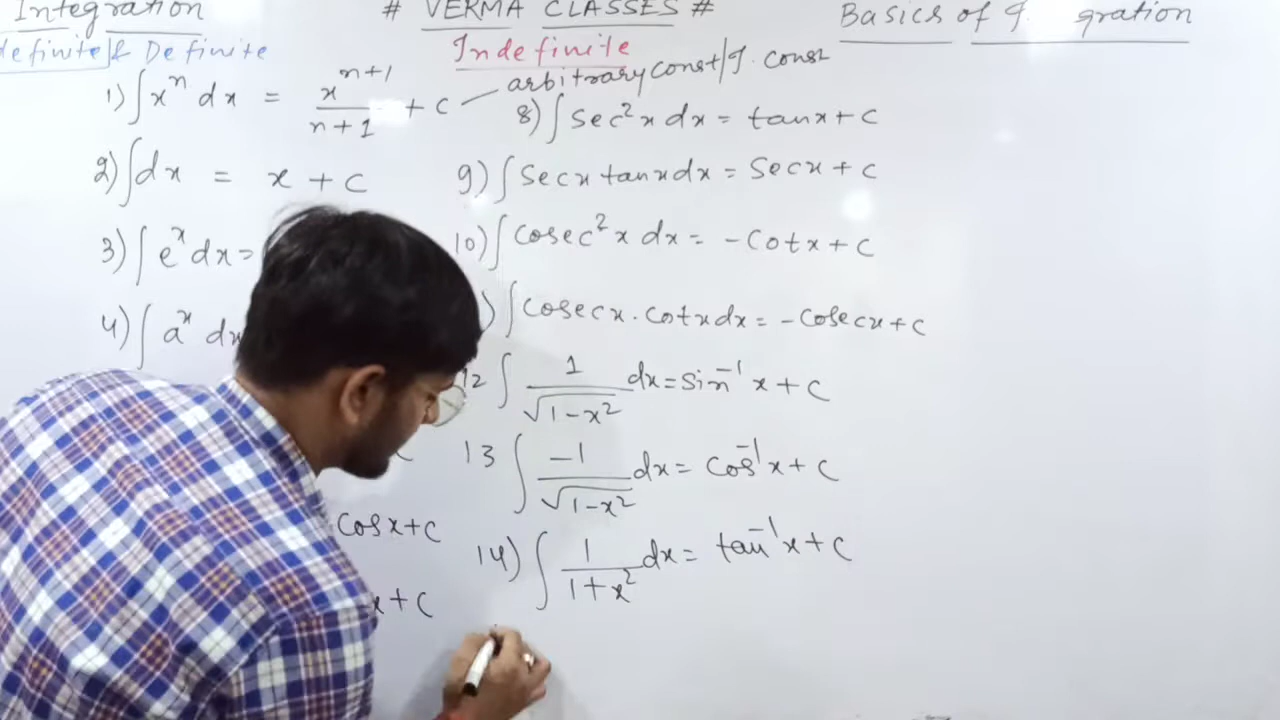 Integration
# VERMA CLASSES #
Basics of I gration
definite & Definite
Indefinite
1) ∫ xⁿ dx = xⁿ⁺¹/n+1 + c
arbitrary const/I. const
2) ∫ dx = x + c
3) ∫ eˣ dx =
4) ∫ aˣ dx
cosx+c
x+c
8) ∫ sec²x dx = tanx + c
9) ∫ Secx tanx dx = Secx + c
10) ∫ cosec²x dx = -Cotx + c
) ∫ cosecx . cotx dx = -cosecx + c
12 ∫ 1/√1-x² dx = Sin⁻¹x + c
13 ∫ -1/√1-x² dx = cos⁻¹x + c
14) ∫ 1/1+x² dx = tan⁻¹x + c